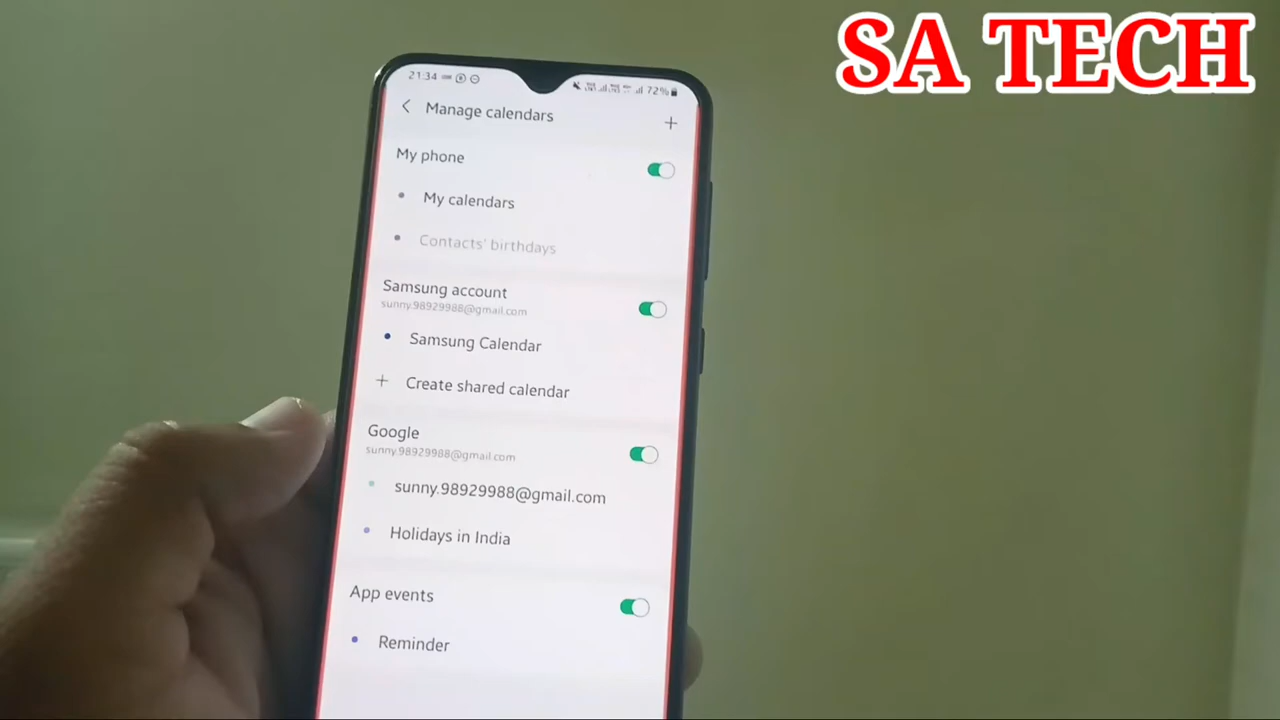 SA TECH
21:34 72%
Manage calendars
My phone
My calendars
Contacts' birthdays
Samsung account
sunny.98929988@gmail.com
Samsung Calendar
Create shared calendar
Google
sunny.98929988@gmail.com
sunny.98929988@gmail.com
Holidays in India
App events
Reminder